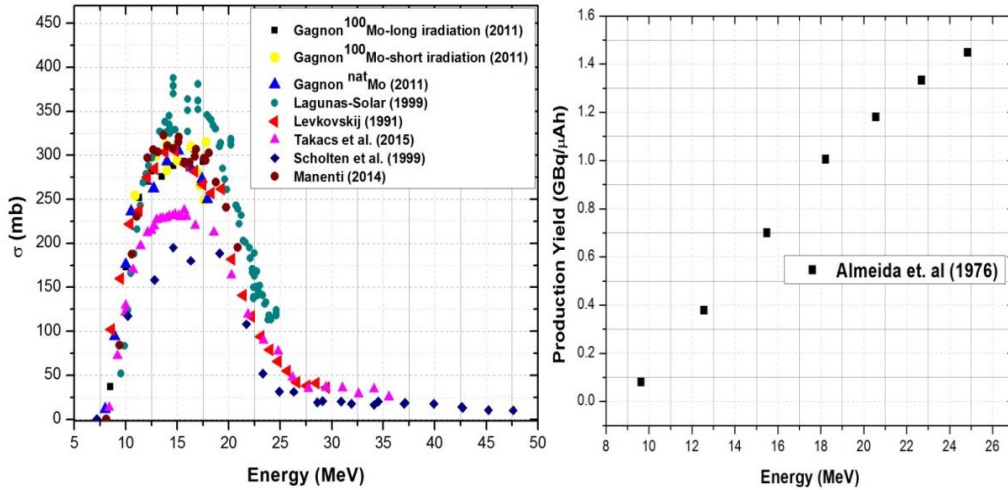 450
400
350
300
250
200
150
100
50
0
σ (mb)
Gagnon ¹⁰⁰Mo-long iradiation (2011)
Gagnon ¹⁰⁰Mo-short iradiation (2011)
Gagnon ⁿᵃᵗMo (2011)
Lagunas-Solar (1999)
Levkovskij (1991)
Takacs et al. (2015)
Scholten et al. (1999)
Manenti (2014)
5 10 15 20 25 30 35 40 45 50
Energy (MeV)
1.6
1.4
1.2
1.0
0.8
0.6
0.4
0.2
0.0
Production Yield (GBq/µAh)
Almeida et. al (1976)
8 10 12 14 16 18 20 22 24 26
Energy (MeV)